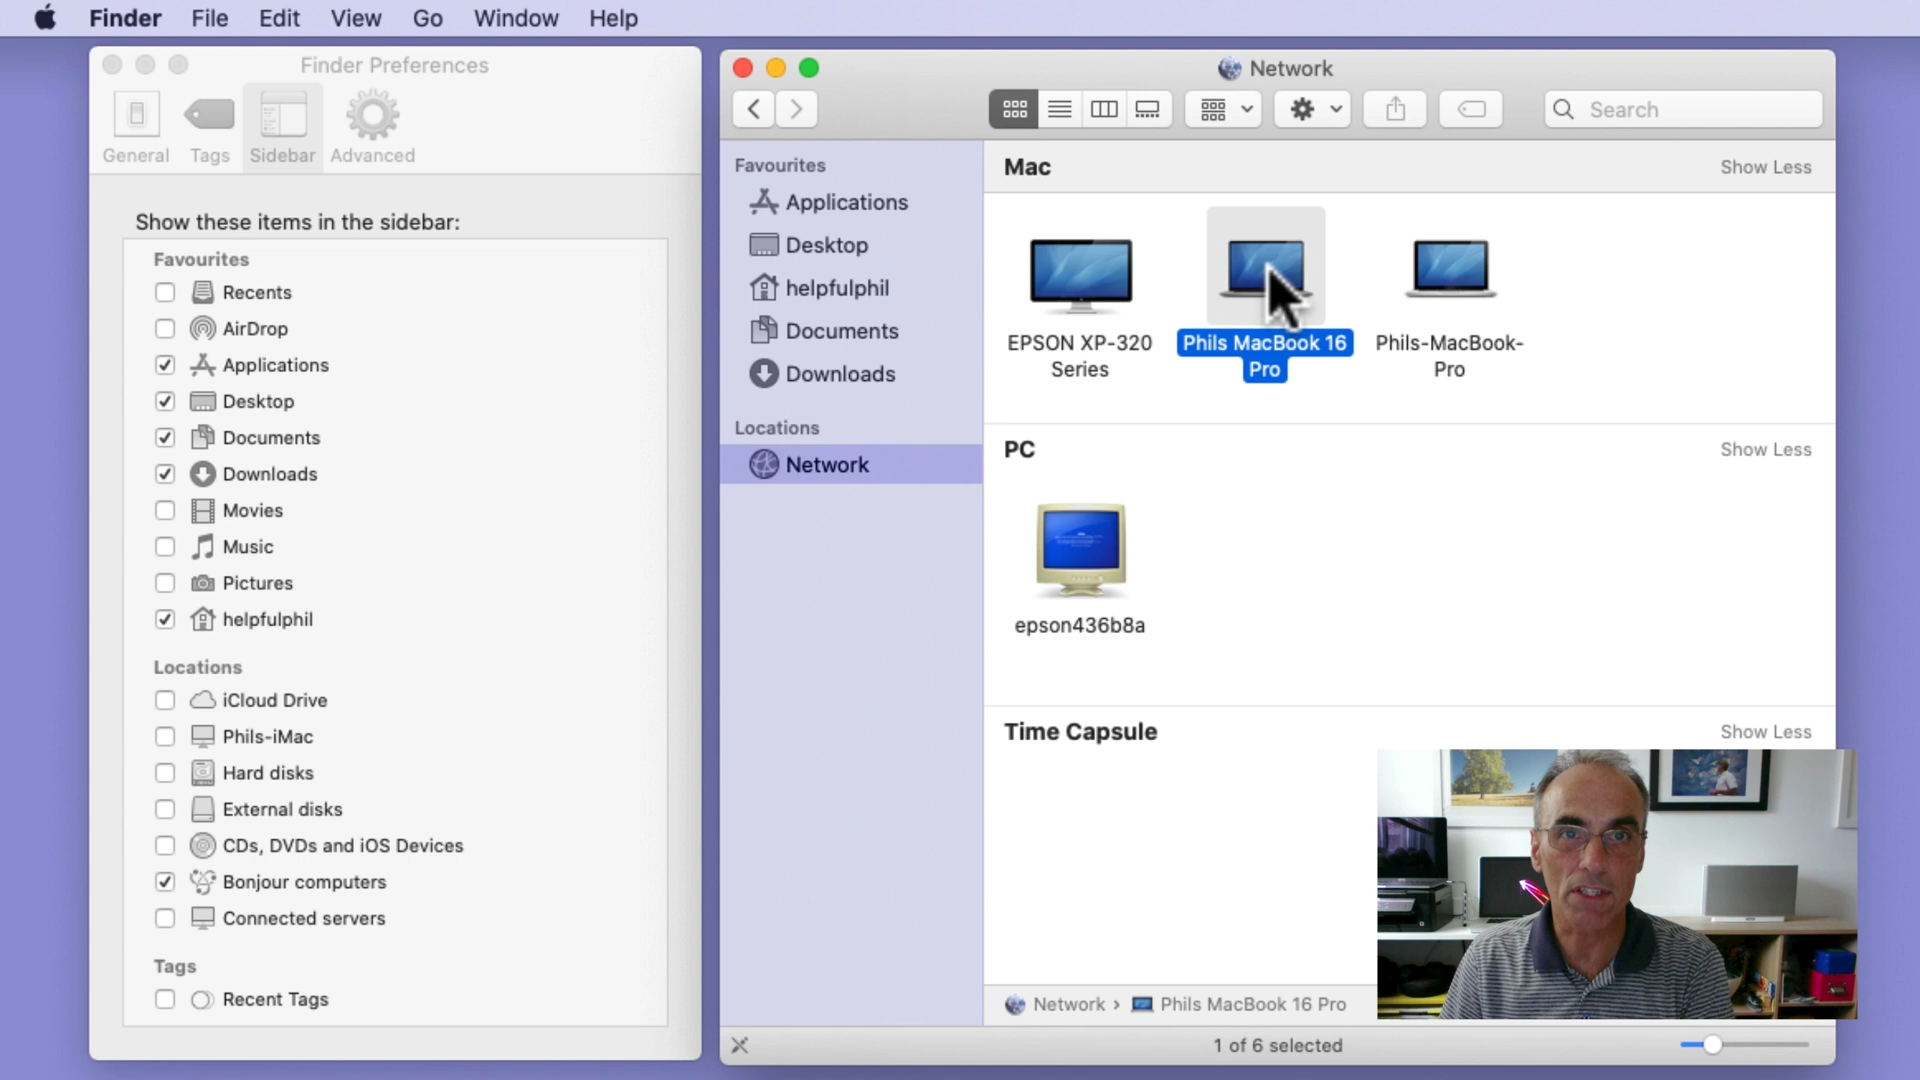 Finder File Edit View Go Window Help
Finder Preferences
General Tags Sidebar Advanced
Show these items in the sidebar:
Favourites
Recents
AirDrop
Applications
Desktop
Documents
Downloads
Movies
Music
Pictures
helpfulphil
Locations
iCloud Drive
Phils-iMac
Hard disks
External disks
CDs, DVDs and iOS Devices
Bonjour computers
Connected servers
Tags
Recent Tags
Network
Search
Favourites
Applications
Desktop
helpfulphil
Documents
Downloads
Locations
Network
Mac Show Less
EPSON XP-320
Series
Phils MacBook 16
Pro
Phils-MacBook-
Pro
PC Show Less
epson436b8a
Time Capsule Show Less
Network › Phils MacBook 16 Pro
1 of 6 selected